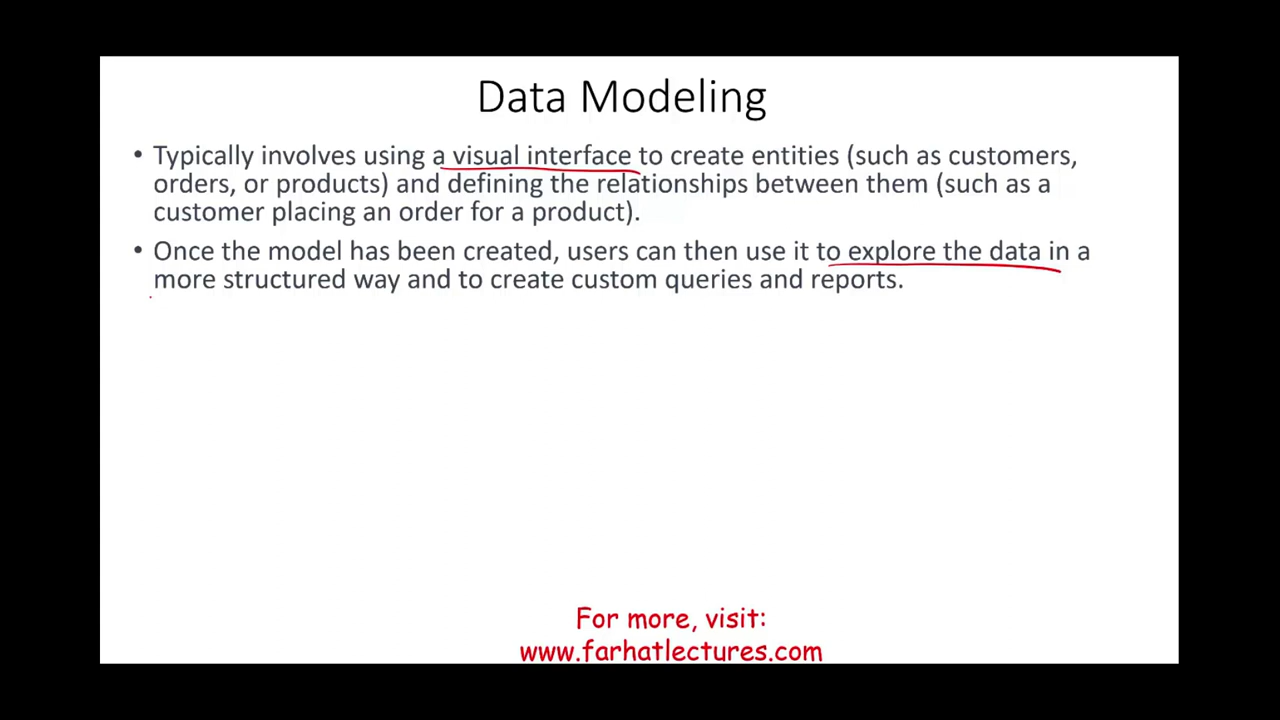 Data Modeling
• Typically involves using a visual interface to create entities (such as customers,
orders, or products) and defining the relationships between them (such as a
customer placing an order for a product).
• Once the model has been created, users can then use it to explore the data in a
more structured way and to create custom queries and reports.
For more, visit:
www.farhatlectures.com